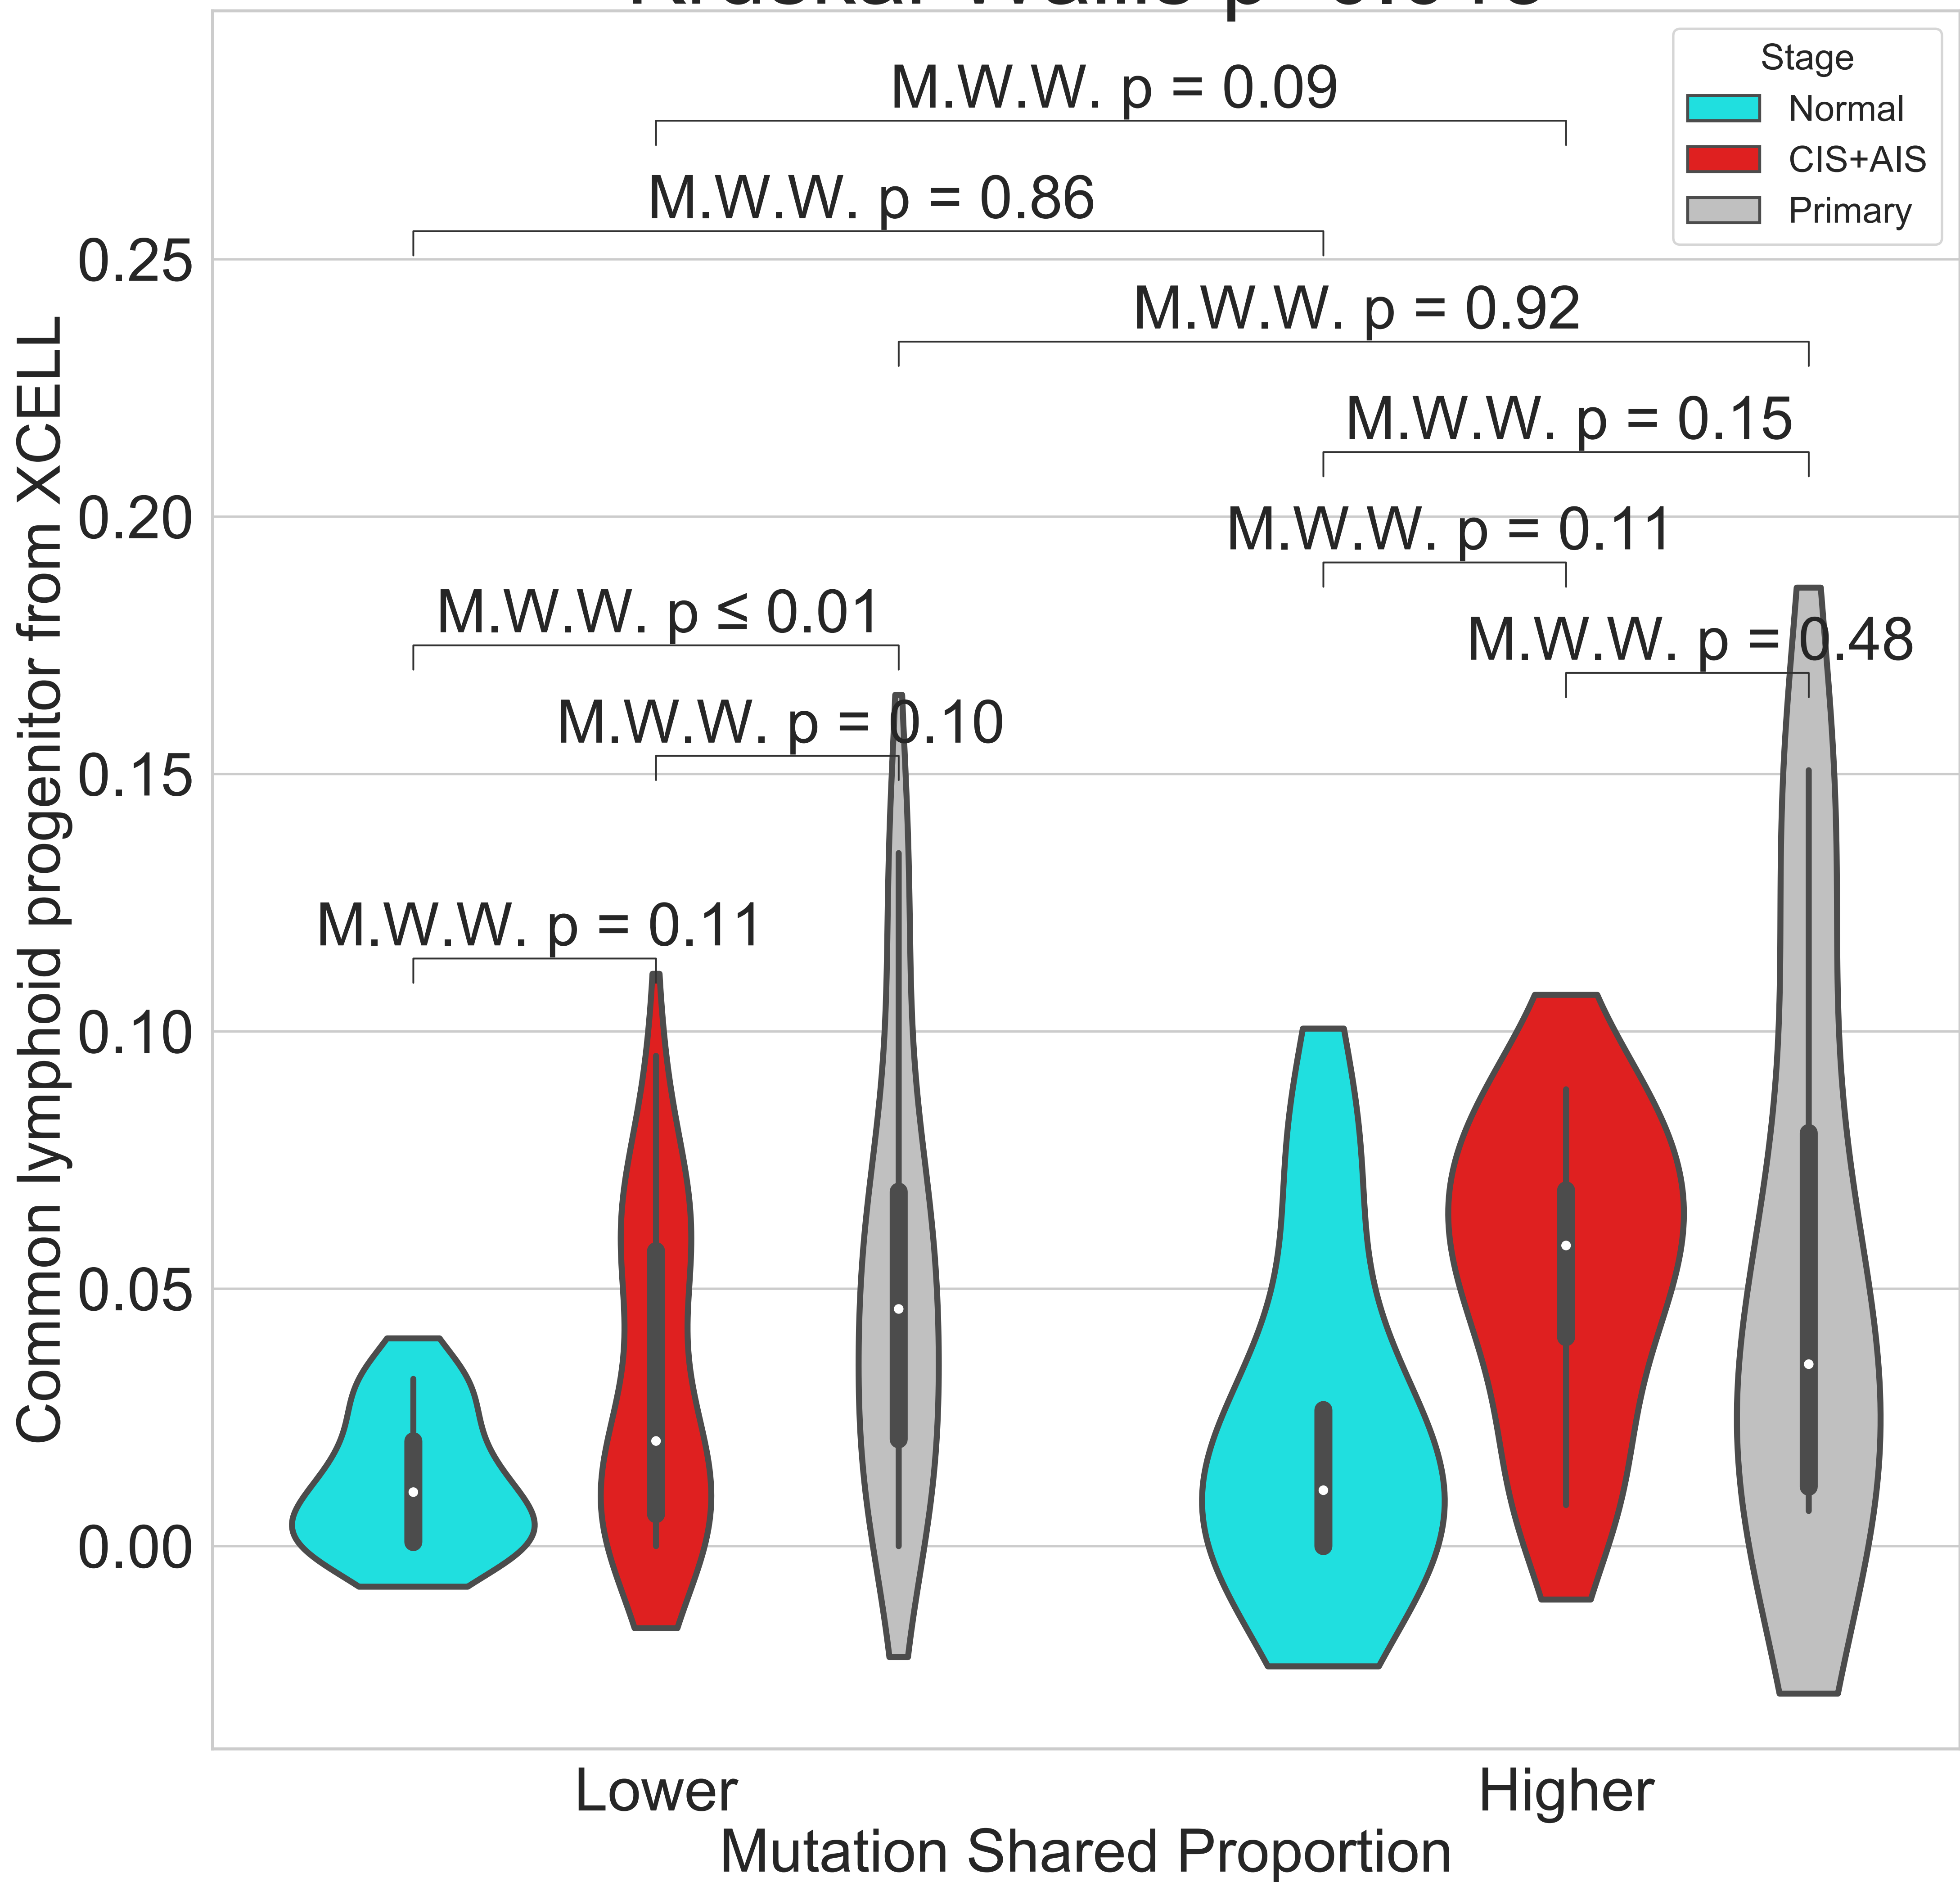 M.W.W. p = 0.09
M.W.W. p = 0.86
M.W.W. p = 0.92
M.W.W. p = 0.15
M.W.W. p = 0.11
M.W.W. p ≤ 0.01
M.W.W. p = 0.48
M.W.W. p = 0.10
M.W.W. p = 0.11
Stage
Normal
CIS+AIS
Primary
Common lymphoid progenitor from XCELL
0.25
0.20
0.15
0.10
0.05
0.00
Lower
Higher
Mutation Shared Proportion